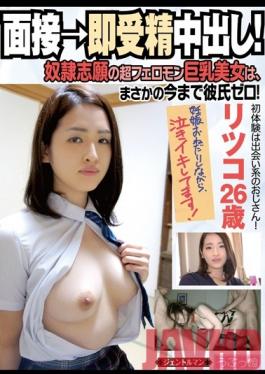 面接→即受精中出し!
奴隷志願の超フェロモン巨乳美女は、
まさかの今まで彼氏ゼロ!
初体験は出会い系のおじさん!
リツコ26歳
妊娠おねだりしながら、
泣きイキしてます!
ジェントルマン